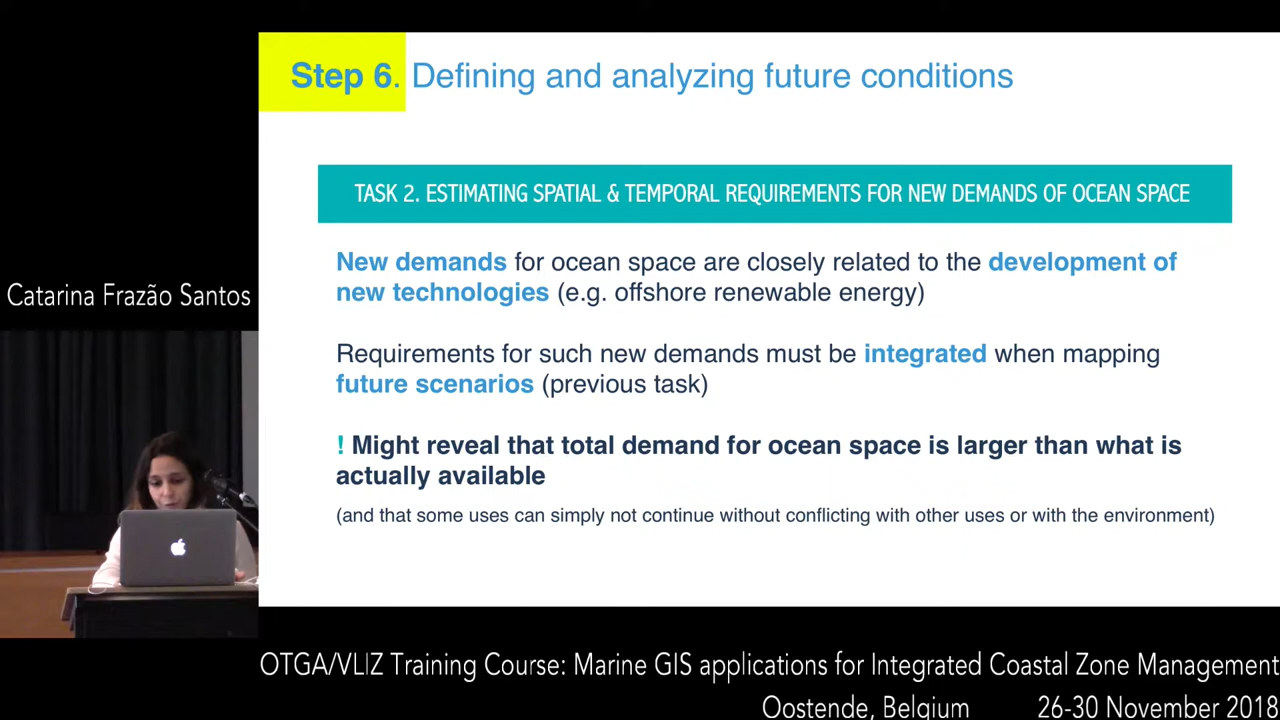 Step 6. Defining and analyzing future conditions
TASK 2. ESTIMATING SPATIAL & TEMPORAL REQUIREMENTS FOR NEW DEMANDS OF OCEAN SPACE
New demands for ocean space are closely related to the development of
new technologies (e.g. offshore renewable energy)
Requirements for such new demands must be integrated when mapping
future scenarios (previous task)
! Might reveal that total demand for ocean space is larger than what is
actually available
(and that some uses can simply not continue without conflicting with other uses or with the environment)
Catarina Frazão Santos
OTGA/VLIZ Training Course: Marine GIS applications for Integrated Coastal Zone Management
Oostende, Belgium 26-30 November 2018